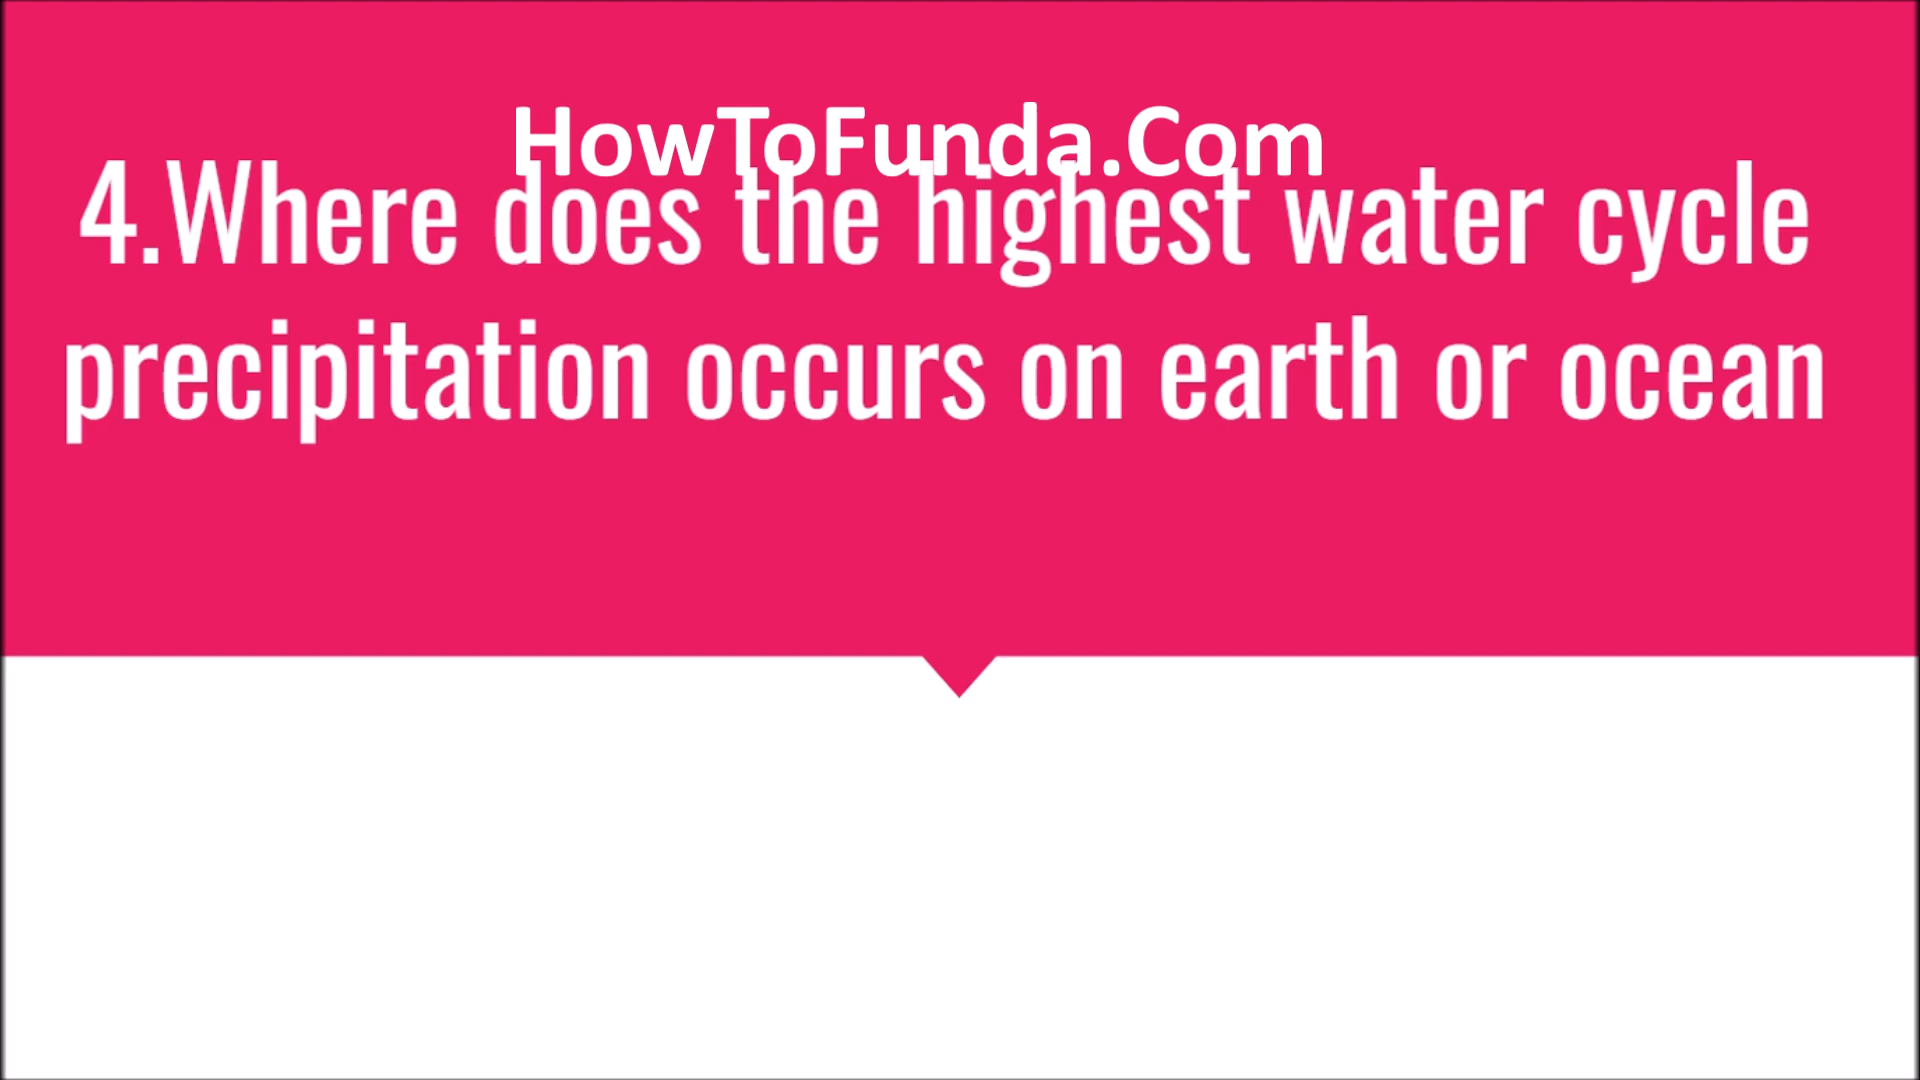 HowToFunda.Com
4.Where does the highest water cycle
precipitation occurs on earth or ocean